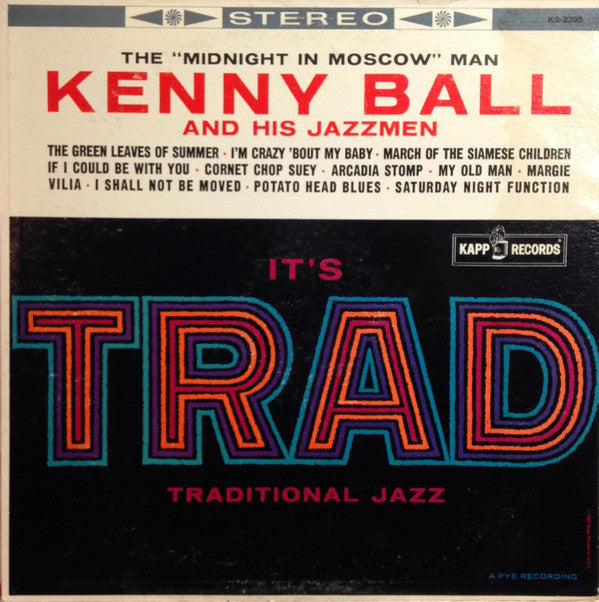 STEREO
KS-3285
THE "MIDNIGHT IN MOSCOW" MAN
KENNY BALL
AND HIS JAZZMEN
THE GREEN LEAVES OF SUMMER · I'M CRAZY 'BOUT MY BABY · MARCH OF THE SIAMESE CHILDREN
IF I COULD BE WITH YOU · CORNET CHOP SUEY · ARCADIA STOMP · MY OLD MAN · MARGIE
VILIA · I SHALL NOT BE MOVED · POTATO HEAD BLUES · SATURDAY NIGHT FUNCTION
KAPP RECORDS
IT'S
TRAD
TRADITIONAL JAZZ
A PYE RECORDING